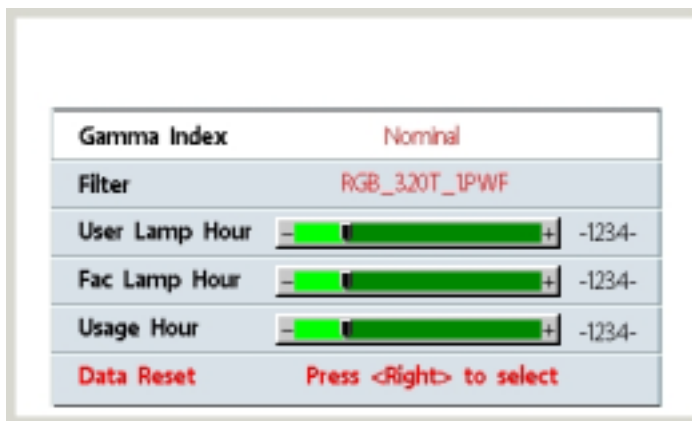 Gamma Index Nominal
Filter RGB_320T_1PWF
User Lamp Hour - + -1234-
Fac Lamp Hour - + -1234-
Usage Hour - + -1234-
Data Reset Press <Right> to select